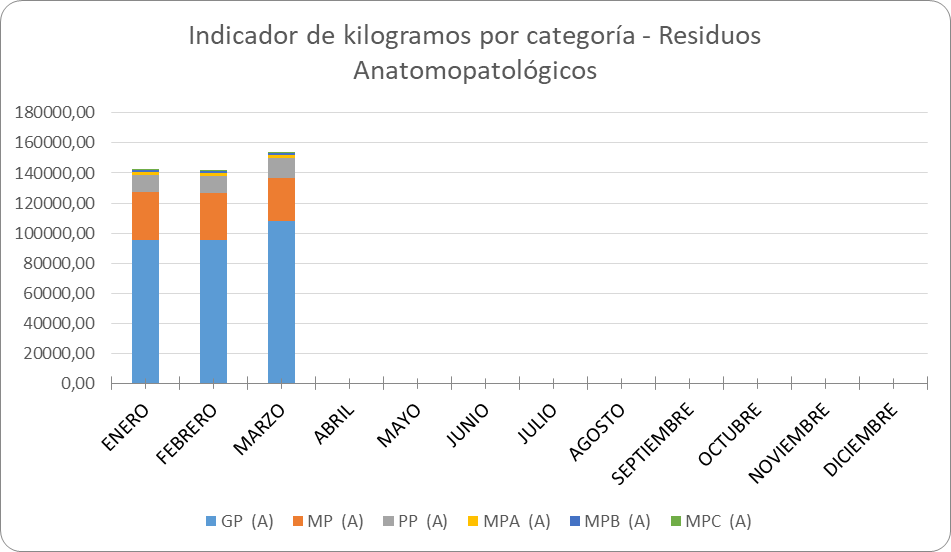 Indicador de kilogramos por categoría - Residuos
Anatomopatológicos
180000,00
160000,00
140000,00
120000,00
100000,00
80000,00
60000,00
40000,00
20000,00
0,00
ENERO
FEBRERO
MARZO
ABRIL
MAYO
JUNIO
JULIO
AGOSTO
SEPTIEMBRE
OCTUBRE
NOVIEMBRE
DICIEMBRE
GP (A) MP (A) PP (A) MPA (A) MPB (A) MPC (A)